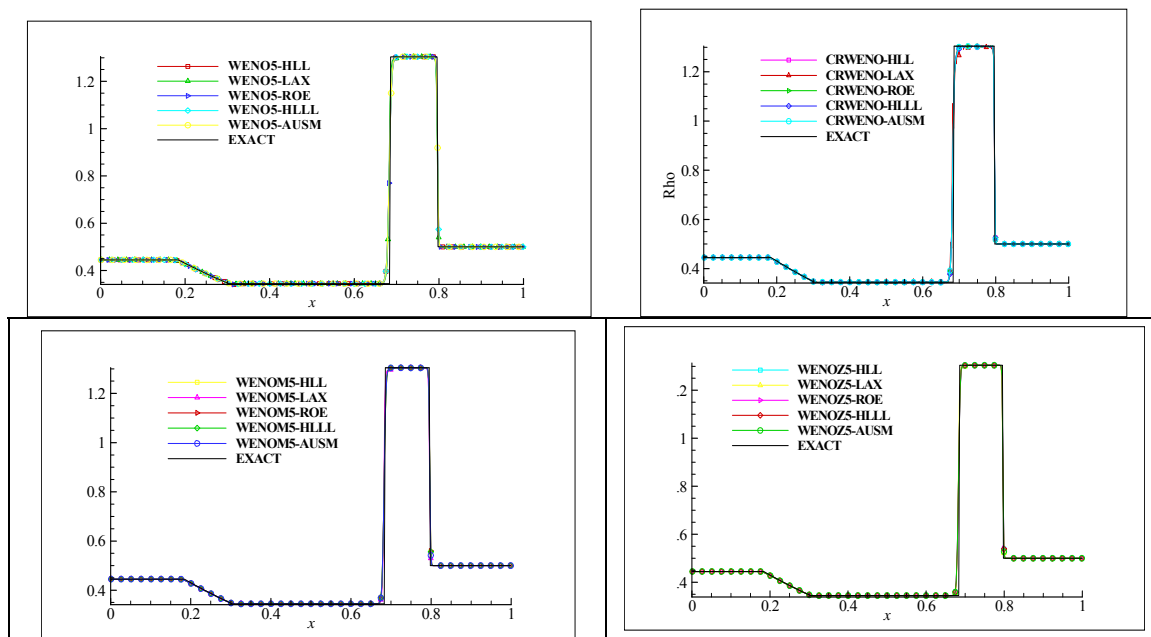 WENO5-HLL
WENO5-LAX
WENO5-ROE
WENO5-HLLL
WENO5-AUSM
EXACT
1.2
1
0.8
0.6
0.4
0
0.2
0.4
0.6
0.8
1
x
CRWENO-HLL
CRWENO-LAX
CRWENO-ROE
CRWENO-HLLL
CRWENO-AUSM
EXACT
Rho
1.2
1
0.8
0.6
0.4
0
0.2
0.4
0.6
0.8
1
x
WENOM5-HLL
WENOM5-LAX
WENOM5-ROE
WENOM5-HLLL
WENOM5-AUSM
EXACT
1.2
1
0.8
0.6
0.4
0
0.2
0.4
0.6
0.8
1
x
WENOZ5-HLL
WENOZ5-LAX
WENOZ5-ROE
WENOZ5-HLLL
WENOZ5-AUSM
EXACT
.2
1
.8
.6
.4
0
0.2
0.4
0.6
0.8
1
x